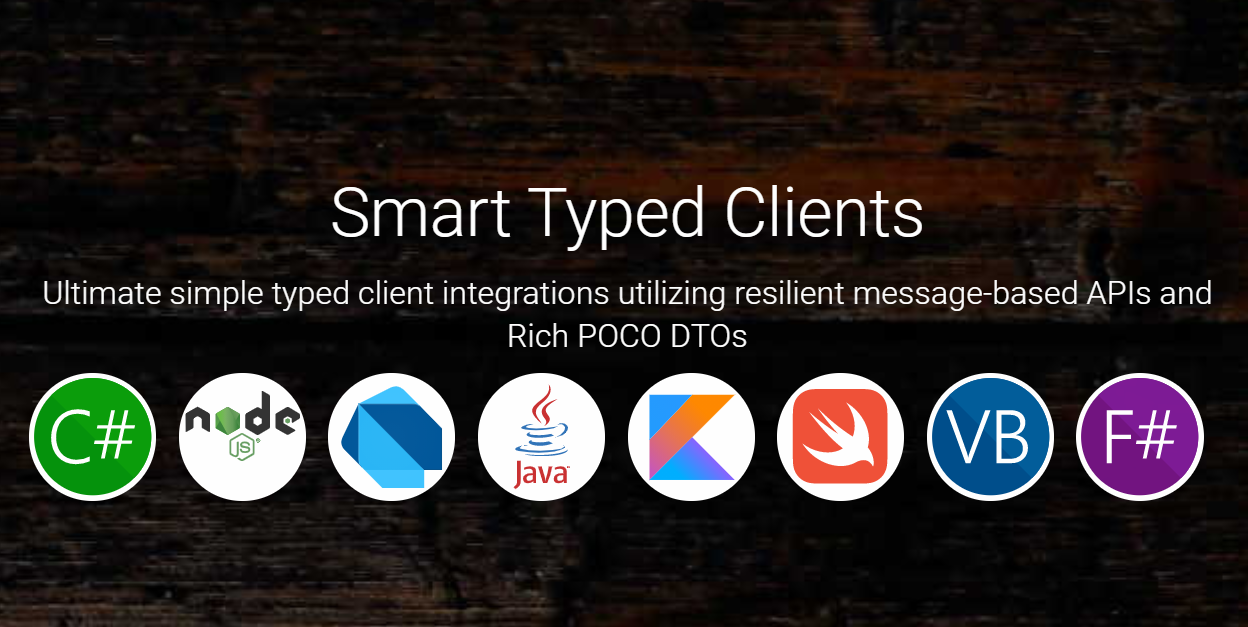 Smart Typed Clients
Ultimate simple typed client integrations utilizing resilient message-based APIs and
Rich POCO DTOs
C#
node
JS
Java
VB
F#